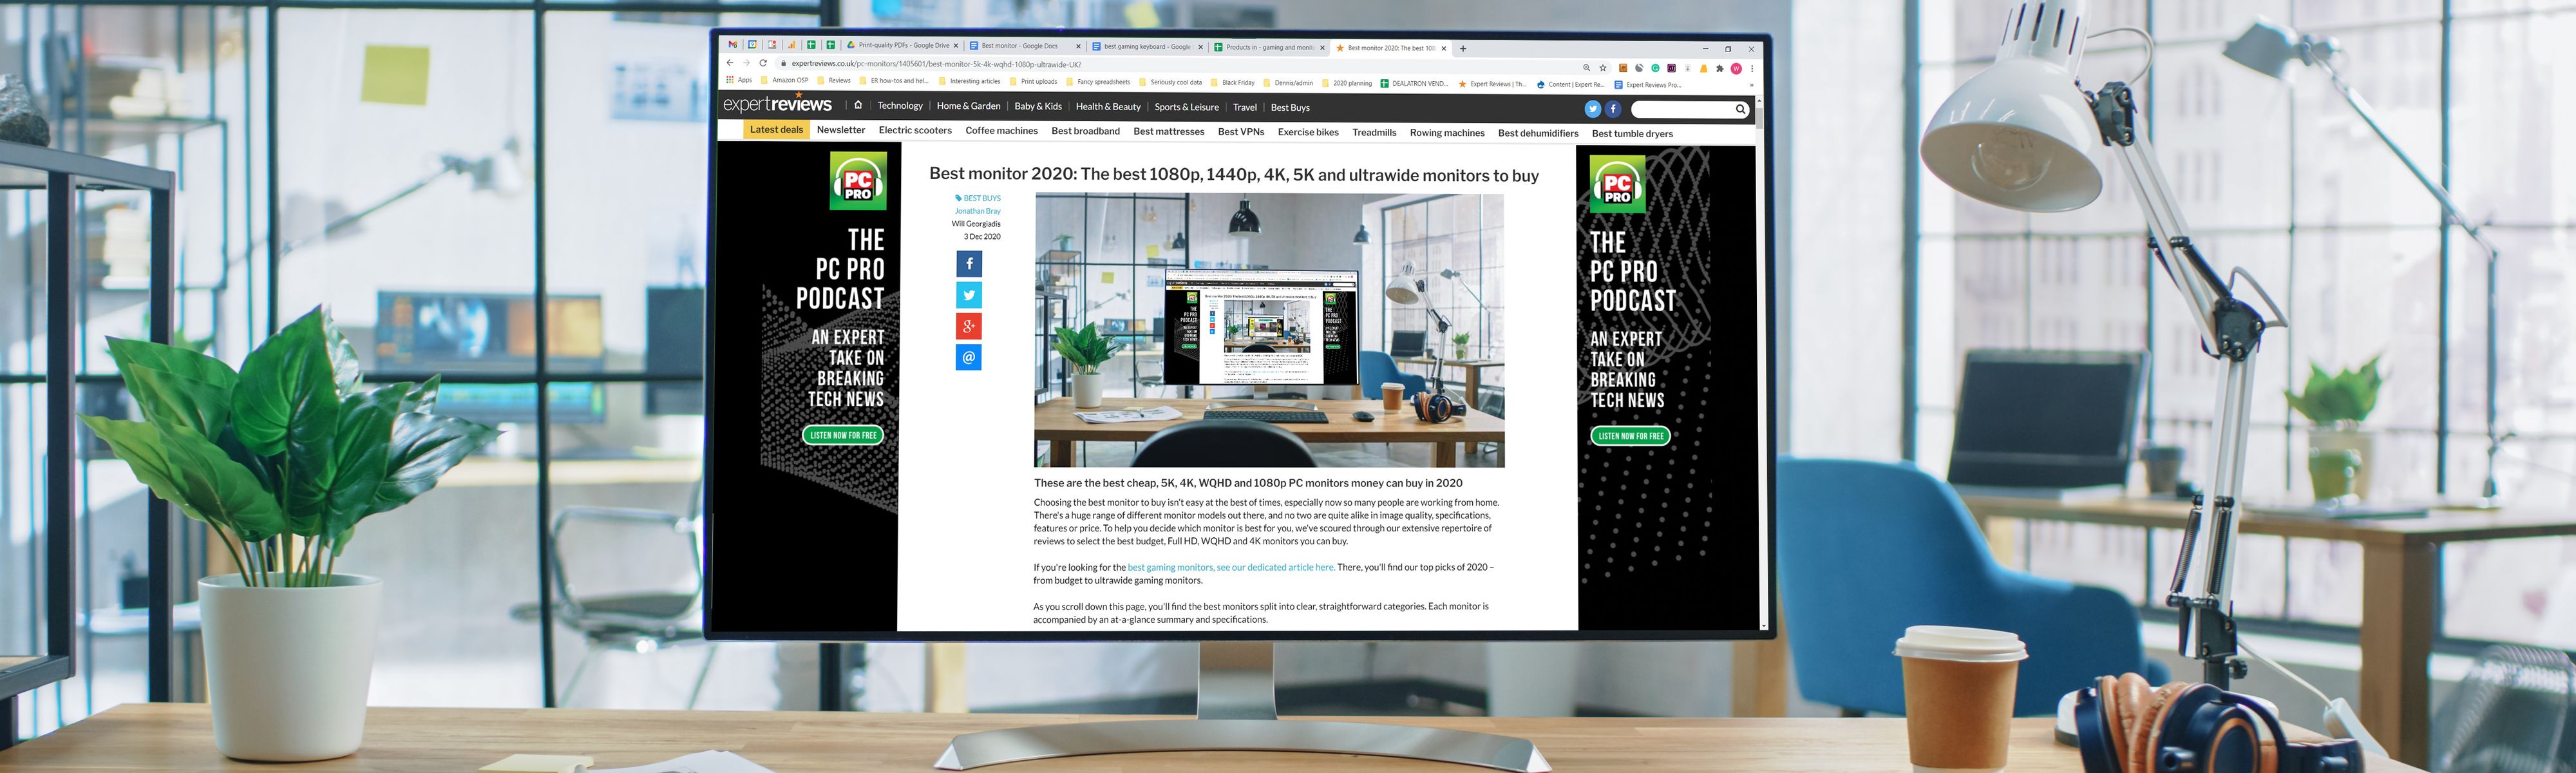 Print-quality PDFs - Google Drive
Best monitor - Google Docs
best gaming keyboard - Google
Products in - gaming and monit
Best monitor 2020: The best 108
expertreviews.co.uk/pc-monitors/1405601/best-monitor-5k-4k-wqhd-1080p-ultrawide-UK?
Apps
Amazon OSP
Reviews
ER how-tos and hel...
Interesting articles
Print uploads
Fancy spreadsheets
Seriously cool data
Black Friday
Dennis/admin
2020 planning
DEALATRON VEND...
Expert Reviews | Th...
Content | Expert Re...
Expert Reviews Pro...
expertreviews
Technology
Home & Garden
Baby & Kids
Health & Beauty
Sports & Leisure
Travel
Best Buys
Latest deals
Newsletter
Electric scooters
Coffee machines
Best broadband
Best mattresses
Best VPNs
Exercise bikes
Treadmills
Rowing machines
Best dehumidifiers
Best tumble dryers
PC
PRO
THE
PC PRO
PODCAST
AN EXPERT
TAKE ON
BREAKING
TECH NEWS
LISTEN NOW FOR FREE
Best monitor 2020: The best 1080p, 1440p, 4K, 5K and ultrawide monitors to buy
BEST BUYS
Jonathan Bray
Will Georgiadis
3 Dec 2020
These are the best cheap, 5K, 4K, WQHD and 1080p PC monitors money can buy in 2020
Choosing the best monitor to buy isn't easy at the best of times, especially now so many people are working from home.
There's a huge range of different monitor models out there, and no two are quite alike in image quality, specifications,
features or price. To help you decide which monitor is best for you, we've scoured through our extensive repertoire of
reviews to select the best budget, Full HD, WQHD and 4K monitors you can buy.
If you're looking for the best gaming monitors, see our dedicated article here. There, you'll find our top picks of 2020 –
from budget to ultrawide gaming monitors.
As you scroll down this page, you'll find the best monitors split into clear, straightforward categories. Each monitor is
accompanied by an at-a-glance summary and specifications.
PC
PRO
THE
PC PRO
PODCAST
AN EXPERT
TAKE ON
BREAKING
TECH NEWS
LISTEN NOW FOR FREE